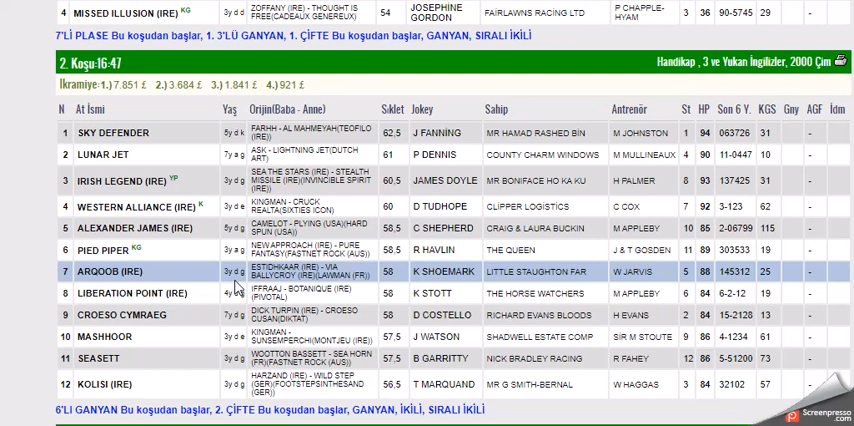 4 MISSED ILLUSION (IRE) KG 3y d d ZOFFANY (IRE) - THOUGHT IS FREE(CADEAUX GENEREUX) 54 JOSEPHINE GORDON FAİRLAWNS RACİNG LTD P CHAPPLE-HYAM 3 36 90-5745 29
7'Lİ PLASE Bu koşudan başlar, 1. 3'LÜ GANYAN, 1. ÇİFTE Bu koşudan başlar, GANYAN, SIRALI İKİLİ
2. Koşu:16:47 Handikap , 3 ve Yukarı İngilizler, 2000 Çim
İkramiye:1.) 7.851 £ 2.) 3.684 £ 3.) 1.841 £ 4.) 921 £
N At İsmi Yaş Orijin(Baba - Anne) Sıklet Jokey Sahip Antrenör St HP Son 6 Y. KGS Gny AGF İdm
1 SKY DEFENDER 5y d k FARHH - AL MAHMEYAH(TEOFILO (IRE)) 62,5 J FANNİNG MR HAMAD RASHED BİN M JOHNSTON 1 94 063726 31 -
2 LUNAR JET 7y a g ASK - LIGHTNING JET(DUTCH ART) 61 P DENNIS COUNTY CHARM WINDOWS M MULLINEAUX 4 90 11-0447 10 -
3 IRISH LEGEND (IRE) YP 3y d g SEA THE STARS (IRE) - STEALTH MISSILE (IRE)(INVINCIBLE SPIRIT (IRE)) 60,5 JAMES DOYLE MR BONIFACE HO KA KU H PALMER 8 93 137425 31 -
4 WESTERN ALLIANCE (IRE) K 3y d e KINGMAN - CRUCK REALTA(SIXTIES ICON) 60 D TUDHOPE CLİPPER LOGİSTİCS C COX 7 92 3-123 62 -
5 ALEXANDER JAMES (IRE) 5y d g CAMELOT - PLYING (USA)(HARD SPUN (USA)) 58,5 C SHEPHERD CRAIG & LAURA BUCKIN M APPLEBY 10 85 2-06799 115 -
6 PIED PIPER KG 3y a g NEW APPROACH (IRE) - PURE FANTASY(FASTNET ROCK (AUS)) 58,5 R HAVLIN THE QUEEN J & T GOSDEN 11 89 303533 19 -
7 ARQOOB (IRE) 3y d g ESTIDHKAAR (IRE) - VIA BALLYCROY (IRE)(LAWMAN (FR)) 58 K SHOEMARK LITTLE STAUGHTON FAR W JARVIS 5 88 145312 25 -
8 LIBERATION POINT (IRE) 4y g IFFRAAJ - BOTANIQUE (IRE)(PIVOTAL) 58 K STOTT THE HORSE WATCHERS M APPLEBY 6 84 6-2-12 19 -
9 CROESO CYMRAEG 7y d g DICK TURPIN (IRE) - CROESO CUSAN(DIKTAT) 58 D COSTELLO RICHARD EVANS BLOODS H EVANS 2 84 15-2128 13 -
10 MASHHOOR 3y d e KINGMAN - SUNSEMPERCHI(MONTJEU (IRE)) 57,5 J WATSON SHADWELL ESTATE COMP SİR M STOUTE 9 86 4-1234 61 -
11 SEASETT 3y d g WOOTTON BASSETT - SEA HORN (FR)(FASTNET ROCK (AUS)) 57,5 B GARRITTY NICK BRADLEY RACING R FAHEY 12 86 5-51200 73 -
12 KOLISI (IRE) 3y d g HARZAND (IRE) - WILD STEP (GER)(FOOTSTEPSINTHESAND (GER)) 56,5 T MARQUAND MR G SMITH-BERNAL W HAGGAS 3 84 32102 57 -
6'LI GANYAN Bu koşudan başlar, 2. ÇİFTE Bu koşudan başlar, GANYAN, İKİLİ, SIRALI İKİLİ
Screenpresso
.com